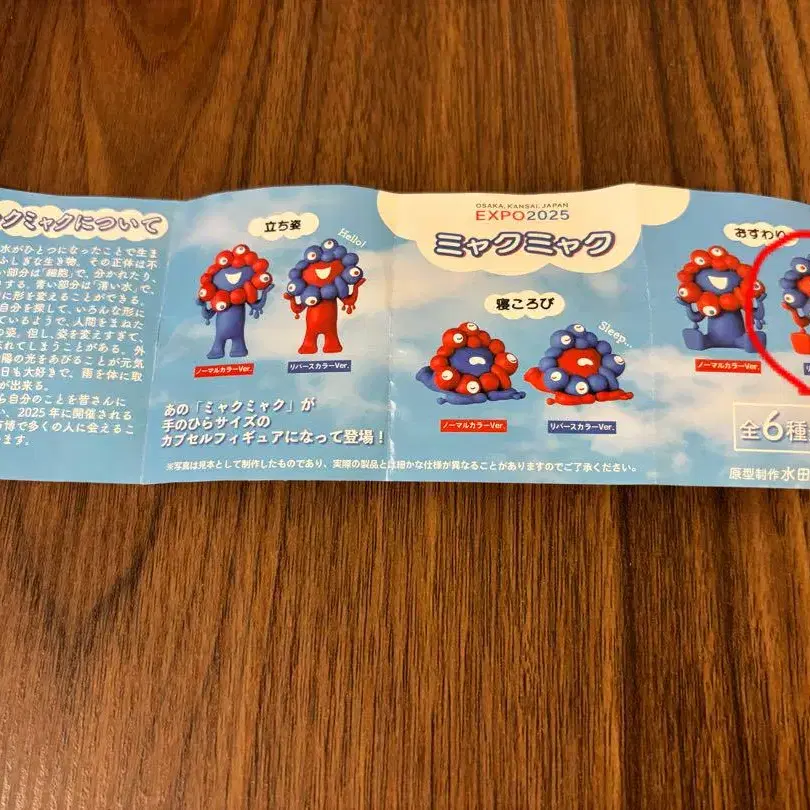 クミャクについて
水がひとつになったことで生ま
ふしぎな生き物。その正体は不
い部分は「細胞」で、分かれたり、
りする。青い部分は「清い水」で、
に形を変えることができる。
自分を探して、いろんな形に
ているようで、人間をまねた
の姿。但し、姿を変えすぎて、
れてしまうことがある。外
陽の光をあびることが元気
日も大好きで、雨を体に取
が出来る。
ら自分のことを皆さんに
い、2025年に開催される
万博で多くの人に会えるこ
います。
立ち姿
Hello!
ノーマルカラーVer.
リバースカラーVer.
あの「ミャクミャク」が
手のひらサイズの
カプセルフィギュアになって登場!
OSAKA, KANSAI, JAPAN
EXPO2025
ミャクミャク
寝ころび
Sleep...
ノーマルカラーVer.
リバースカラーVer.
※写真は見本として制作したものであり、実際の製品とは細かな仕様が異なることがありますのでご了承ください。
おすわり
ノーマルカラーVer.
全6種
原型制作 水田